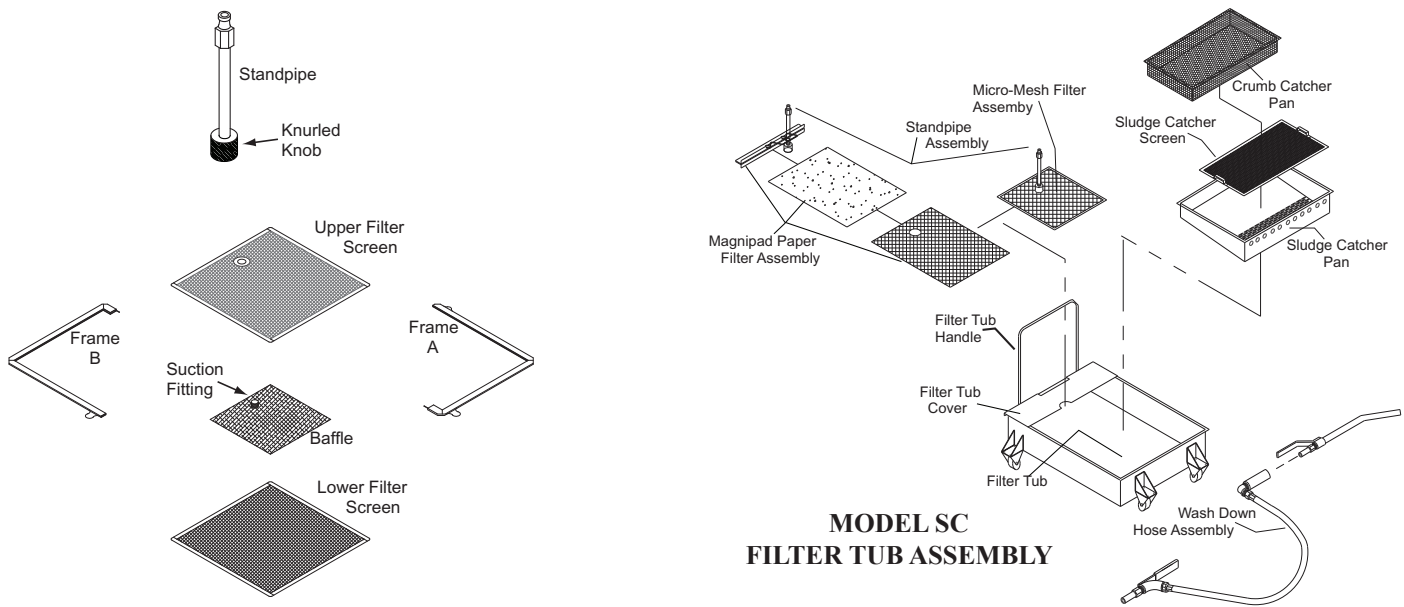 Standpipe
Knurled
Knob
Upper Filter
Screen
Frame
B
Frame
A
Suction
Fitting
Baffle
Lower Filter
Screen
Crumb Catcher
Pan
Micro-Mesh Filter
Assemby
Standpipe
Assembly
Sludge Catcher
Screen
Magnipad Paper
Filter Assembly
Sludge Catcher
Pan
Filter Tub
Handle
Filter Tub
Cover
Filter Tub
Wash Down
Hose Assembly
MODEL SC
FILTER TUB ASSEMBLY